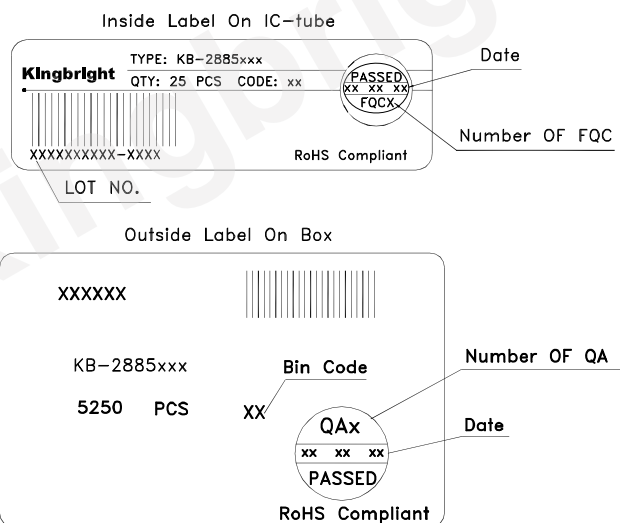 Inside Label On IC-tube
TYPE: KB-2885xxx
Kingbright
QTY: 25 PCS CODE: xx
PASSED
xx xx xx
FQCX
Date
Number OF FQC
XXXXXXXXXX-XXXX
RoHS Compliant
LOT NO.
Outside Label On Box
XXXXXX
KB-2885xxx
Bin Code
Number OF QA
5250 PCS
XX
QAx
xx xx xx
PASSED
Date
RoHS Compliant